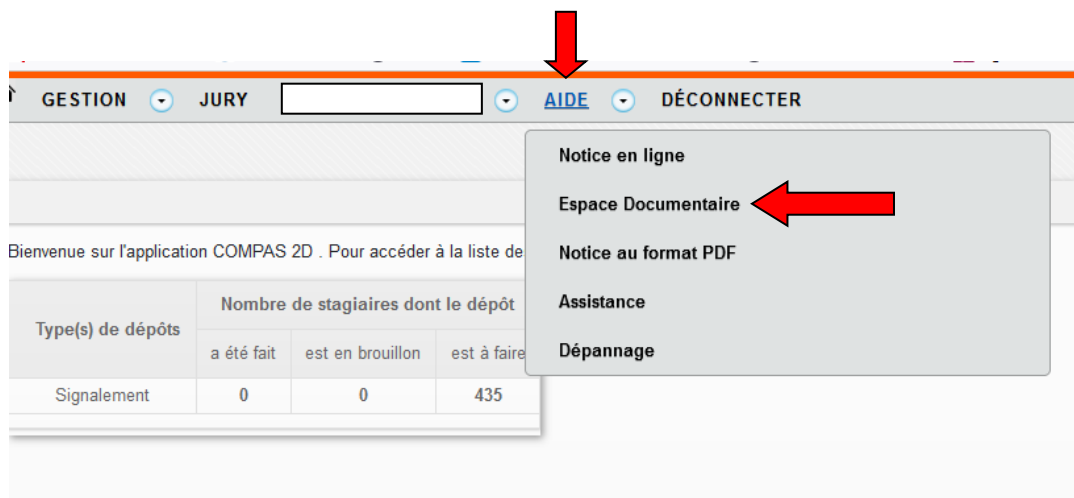 GESTION JURY AIDE DÉCONNECTER
Notice en ligne
Espace Documentaire
Notice au format PDF
Assistance
Dépannage
Bienvenue sur l'application COMPAS 2D . Pour accéder à la liste de
Type(s) de dépôts
Nombre de stagiaires dont le dépôt
a été fait est en brouillon est à faire
Signalement 0 0 435